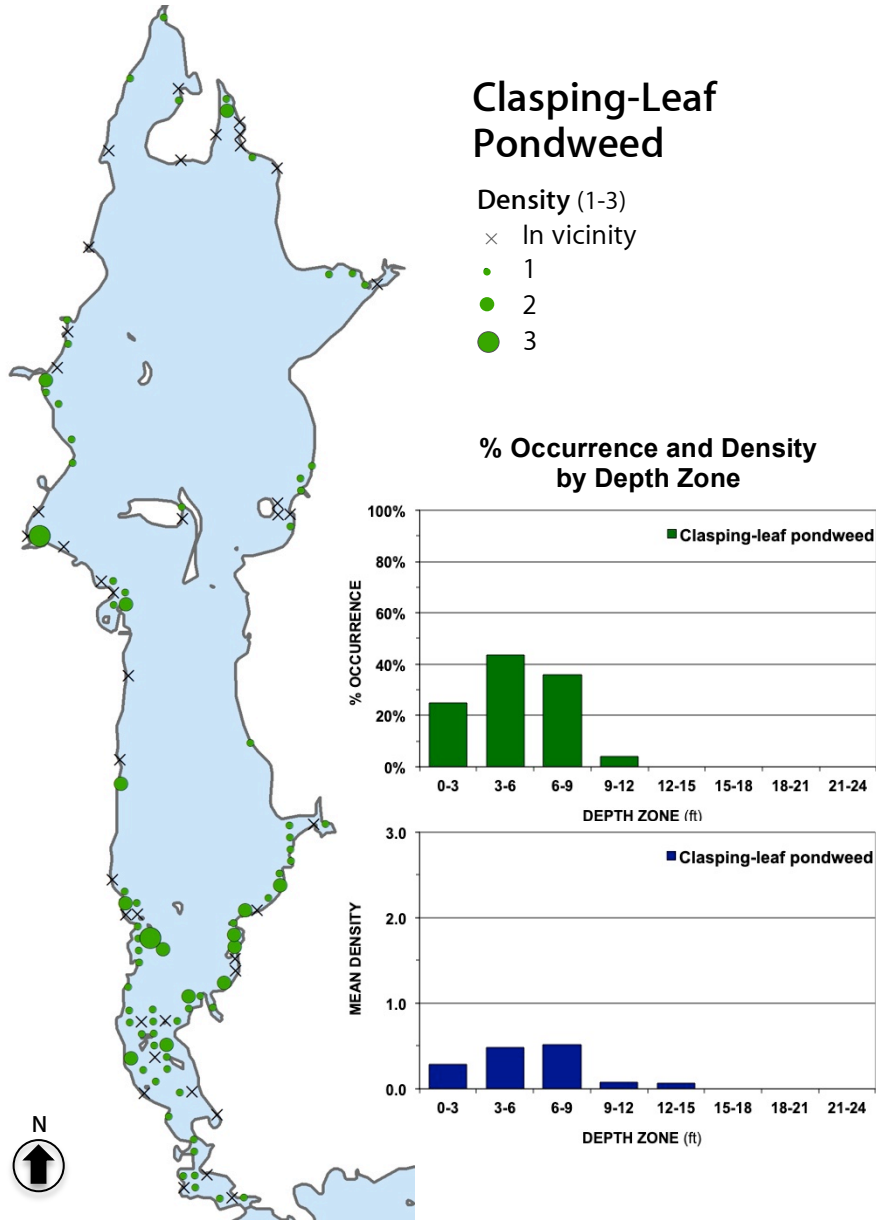 Clasping-Leaf
Pondweed
Density (1-3)
× In vicinity
1
2
3
% Occurrence and Density
by Depth Zone
100%
80%
60%
40%
20%
0%
% OCCURRENCE
Clasping-leaf pondweed
0-3 3-6 6-9 9-12 12-15 15-18 18-21 21-24
DEPTH ZONE (ft)
3.0
2.0
1.0
0.0
MEAN DENSITY
Clasping-leaf pondweed
0-3 3-6 6-9 9-12 12-15 15-18 18-21 21-24
DEPTH ZONE (ft)
N